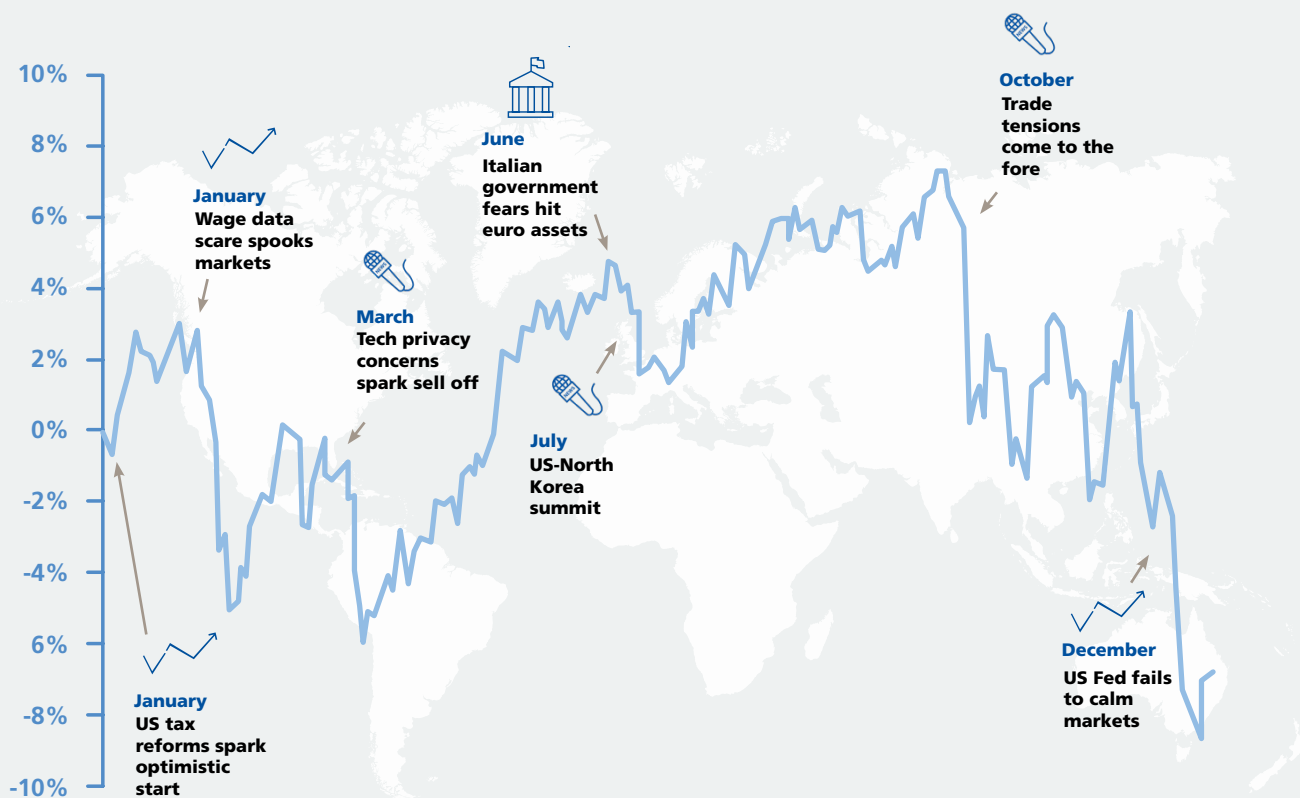 10%
8%
6%
4%
2%
0%
-2%
-4%
6%
-8%
-10%
January
US tax
reforms spark
optimistic
start
January
Wage data
scare spooks
markets
NEWS
March
Tech privacy
concerns
spark sell off
June
Italian
government
fears hit
euro assets
NEWS
July
US-North
Korea
summit
NEWS
October
Trade
tensions
come to the
fore
December
US Fed fails
to calm
markets